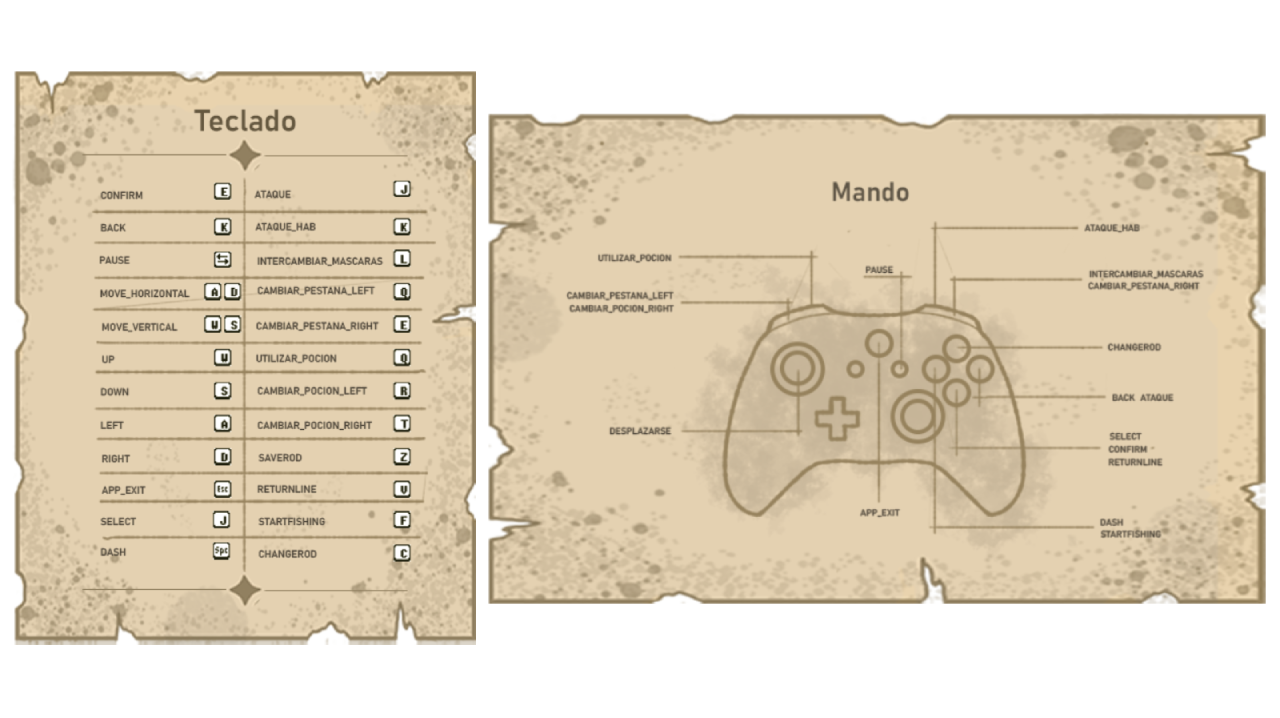 Teclado
CONFIRM E
BACK K
PAUSE
MOVE_HORIZONTAL A D
MOVE_VERTICAL W S
UP W
DOWN S
LEFT A
RIGHT D
APP_EXIT Esc
SELECT J
DASH Spc
ATAQUE J
ATAQUE_HAB K
INTERCAMBIAR_MASCARAS L
CAMBIAR_PESTANA_LEFT Q
CAMBIAR_PESTANA_RIGHT E
UTILIZAR_POCION Q
CAMBIAR_POCION_LEFT R
CAMBIAR_POCION_RIGHT T
SAVEROD Z
RETURNLINE V
STARTFISHING F
CHANGEROD C
Mando
UTILIZAR_POCION
CAMBIAR_PESTANA_LEFT
CAMBIAR_POCION_RIGHT
DESPLAZARSE
PAUSE
APP_EXIT
ATAQUE_HAB
INTERCAMBIAR_MASCARAS
CAMBIAR_PESTANA_RIGHT
CHANGEROD
BACK ATAQUE
SELECT
CONFIRM
RETURNLINE
DASH
STARTFISHING